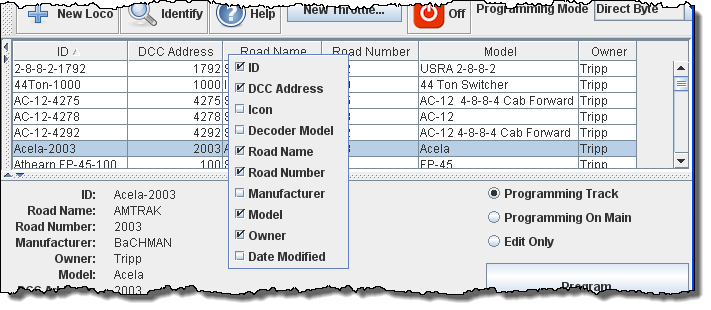 New Loco Identify Help New Throttle... Off Programming Mode Direct Byte
ID DCC Address Road Name Road Number Model Owner
2-8-8-2-1792 1792 USRA 2-8-8-2 Tripp
44Ton-1000 1000 44 Ton Switcher Tripp
AC-12-4275 4275 AC-12 4-8-8-4 Cab Forward Tripp
AC-12-4278 4278 AC-12 Tripp
AC-12-4292 4292 AC-12 4-8-8-4 Cab Forward Tripp
Acela-2003 2003 Acela Tripp
Athearn FP-45-100 100 FP-45 Tripp
ID
DCC Address
Icon
Decoder Model
Road Name
Road Number
Manufacturer
Model
Owner
Date Modified
ID: Acela-2003
Road Name: AMTRAK
Road Number: 2003
Manufacturer: BaCHMAN
Owner: Tripp
Model: Acela
DCC Address: 2003
Programming Track
Programming On Main
Edit Only
Program